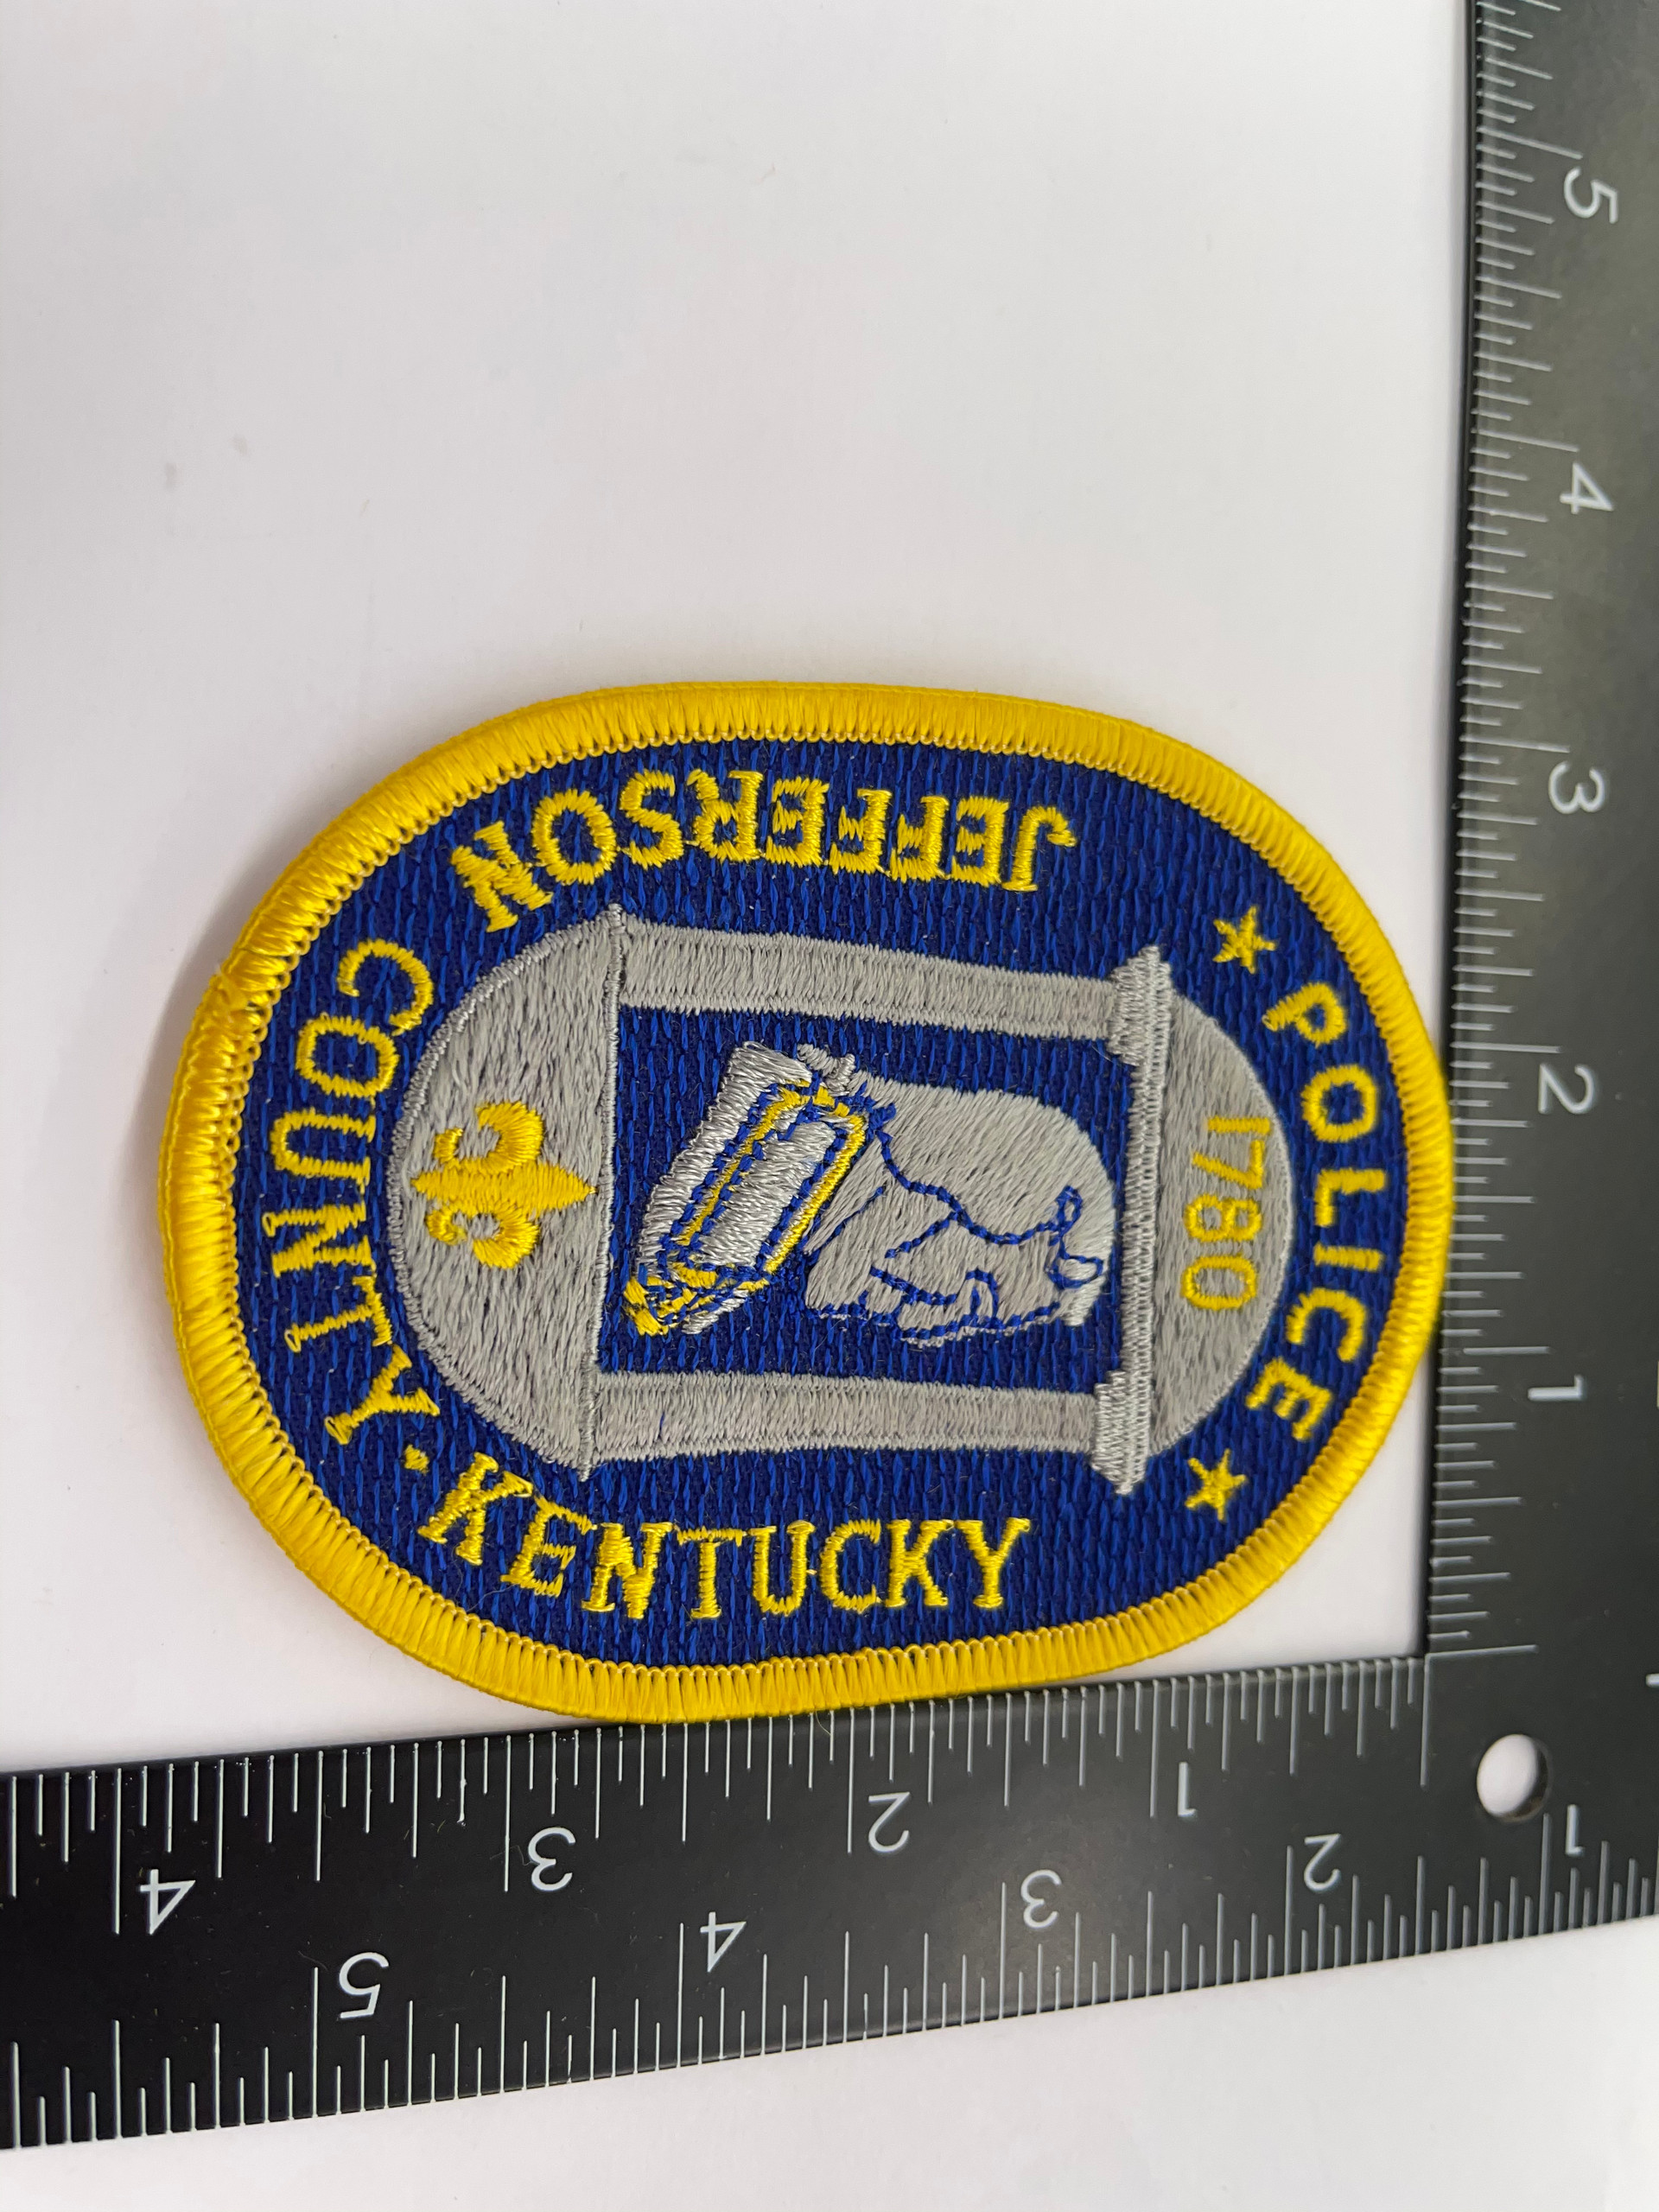 ★ POLICE ★
1780
JEFFERSON COUNTY · KENTUCKY
1 2 3 4 5
1 2 3 4
1 2 3 4 5